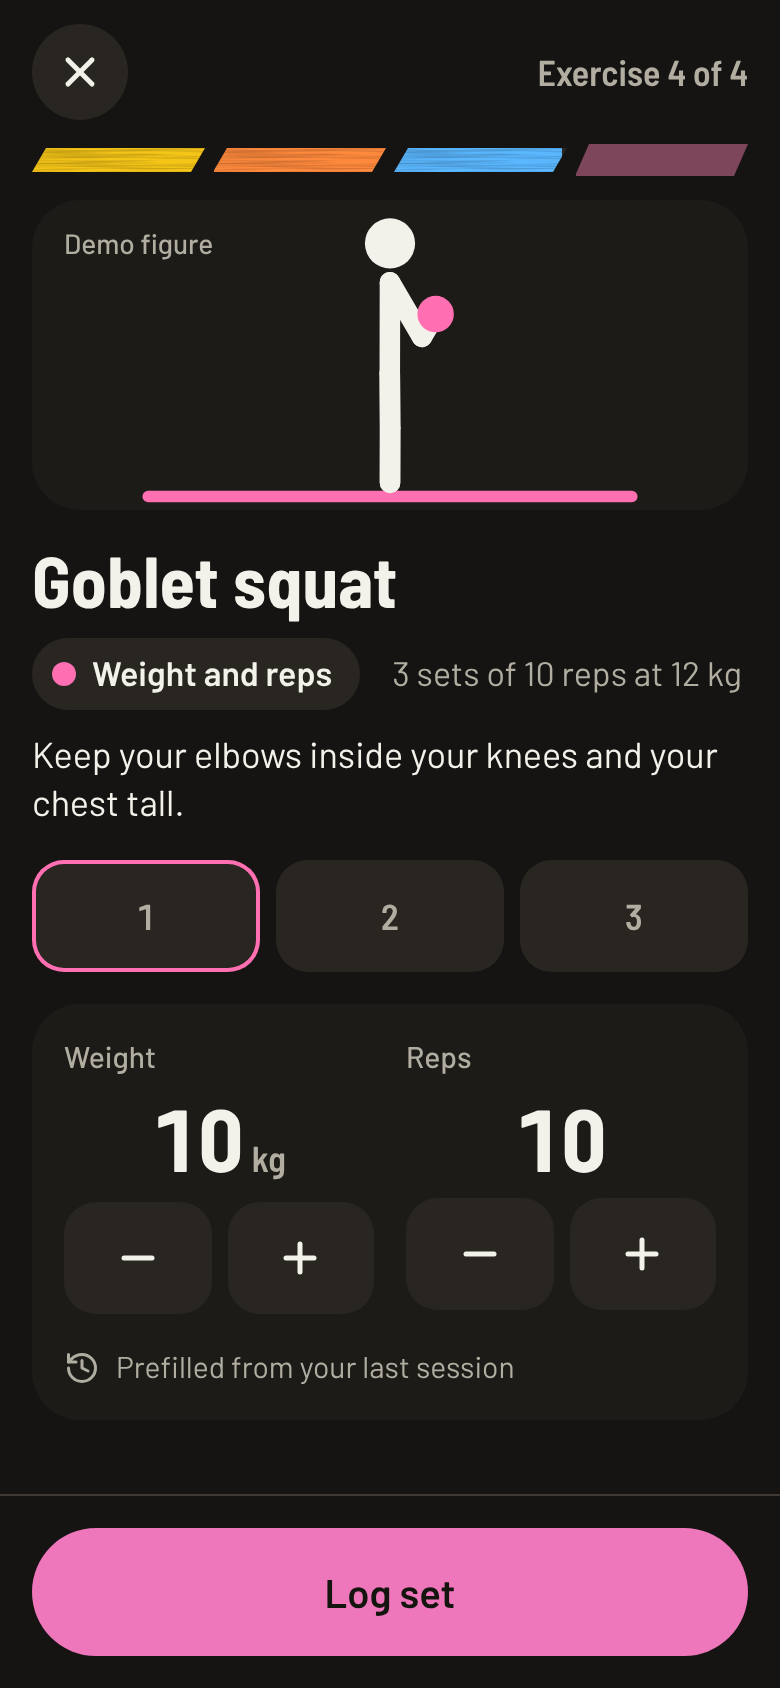 Exercise 4 of 4
Demo figure
Goblet squat
Weight and reps
3 sets of 10 reps at 12 kg
Keep your elbows inside your knees and your
chest tall.
1
2
3
Weight
Reps
10 kg
10
Prefilled from your last session
Log set